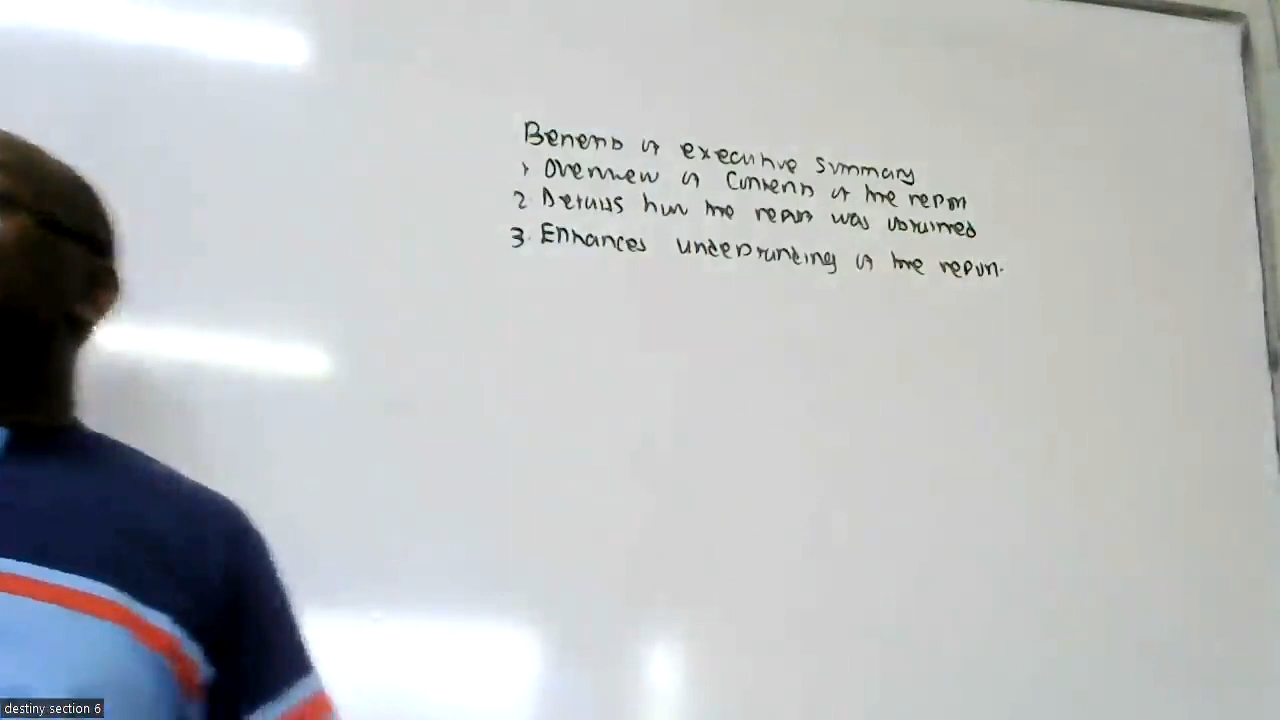 Benefits of executive summary
1 Overview of Contents of the report
2 Details how the report was obtained
3. Enhances understanding of the report.
destiny section 6